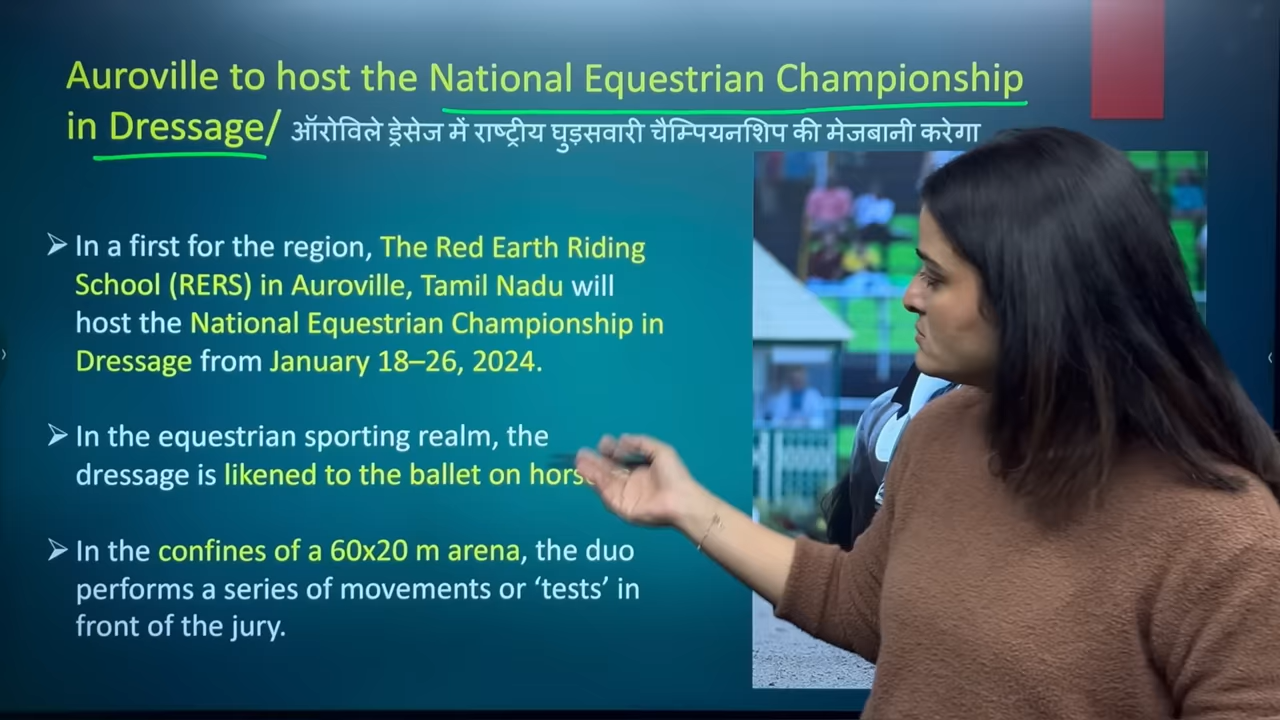 Auroville to host the National Equestrian Championship
in Dressage/ ऑरोविले ड्रेसेज में राष्ट्रीय घुड़सवारी चैम्पियनशिप की मेजबानी करेगा
➢ In a first for the region, The Red Earth Riding
School (RERS) in Auroville, Tamil Nadu will
host the National Equestrian Championship in
Dressage from January 18–26, 2024.
➢ In the equestrian sporting realm, the
dressage is likened to the ballet on
➢ In the confines of a 60x20 m arena, the duo
performs a series of movements or ‘tests’ in
front of the jury.